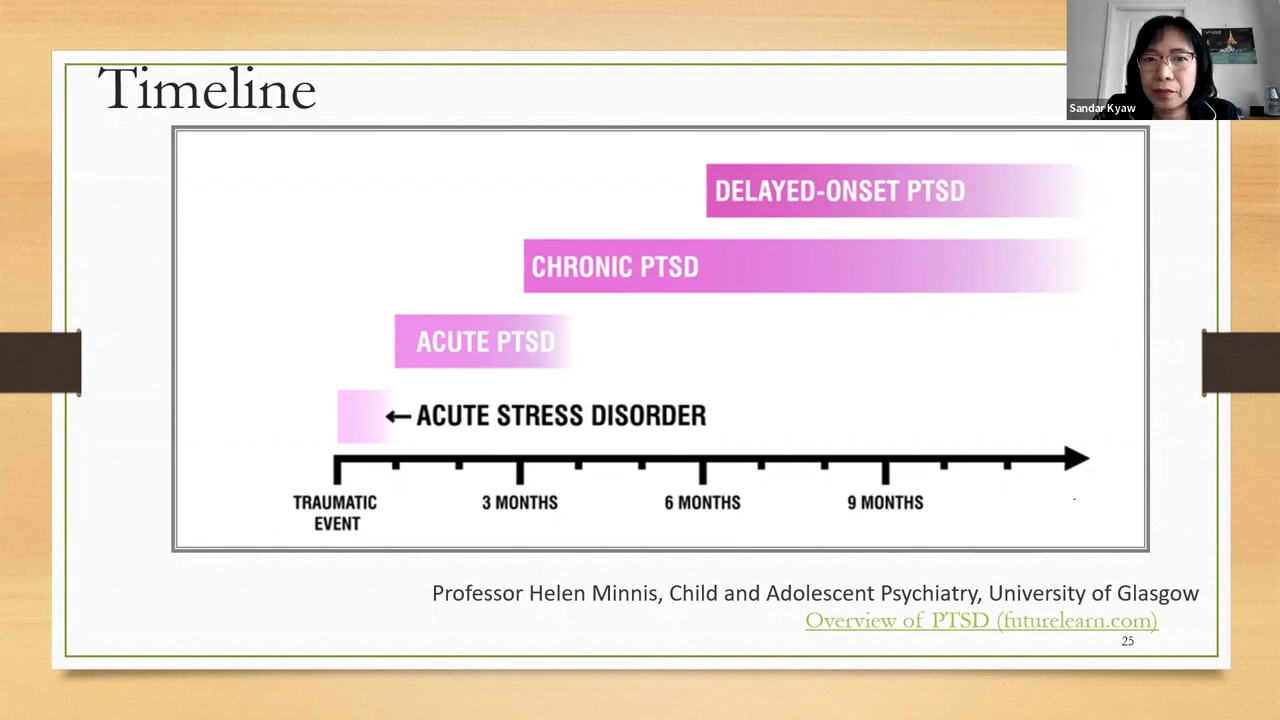 Timeline
Sandar Kyaw
DELAYED-ONSET PTSD
CHRONIC PTSD
ACUTE PTSD
←ACUTE STRESS DISORDER
TRAUMATIC
EVENT
3 MONTHS
6 MONTHS
9 MONTHS
Professor Helen Minnis, Child and Adolescent Psychiatry, University of Glasgow
Overview of PTSD (futurelearn.com)
25